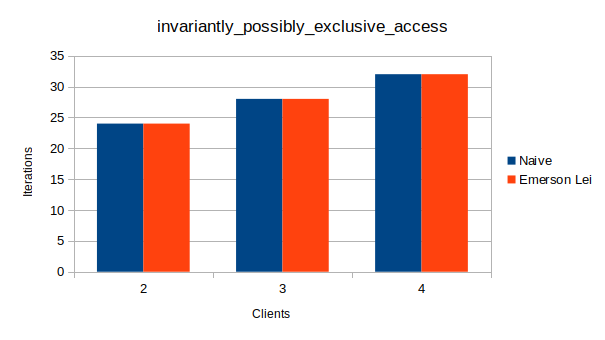 invariantly_possibly_exclusive_access
35
30
25
20
15
10
5
0
Iterations
2 3 4
Clients
Naive
Emerson Lei